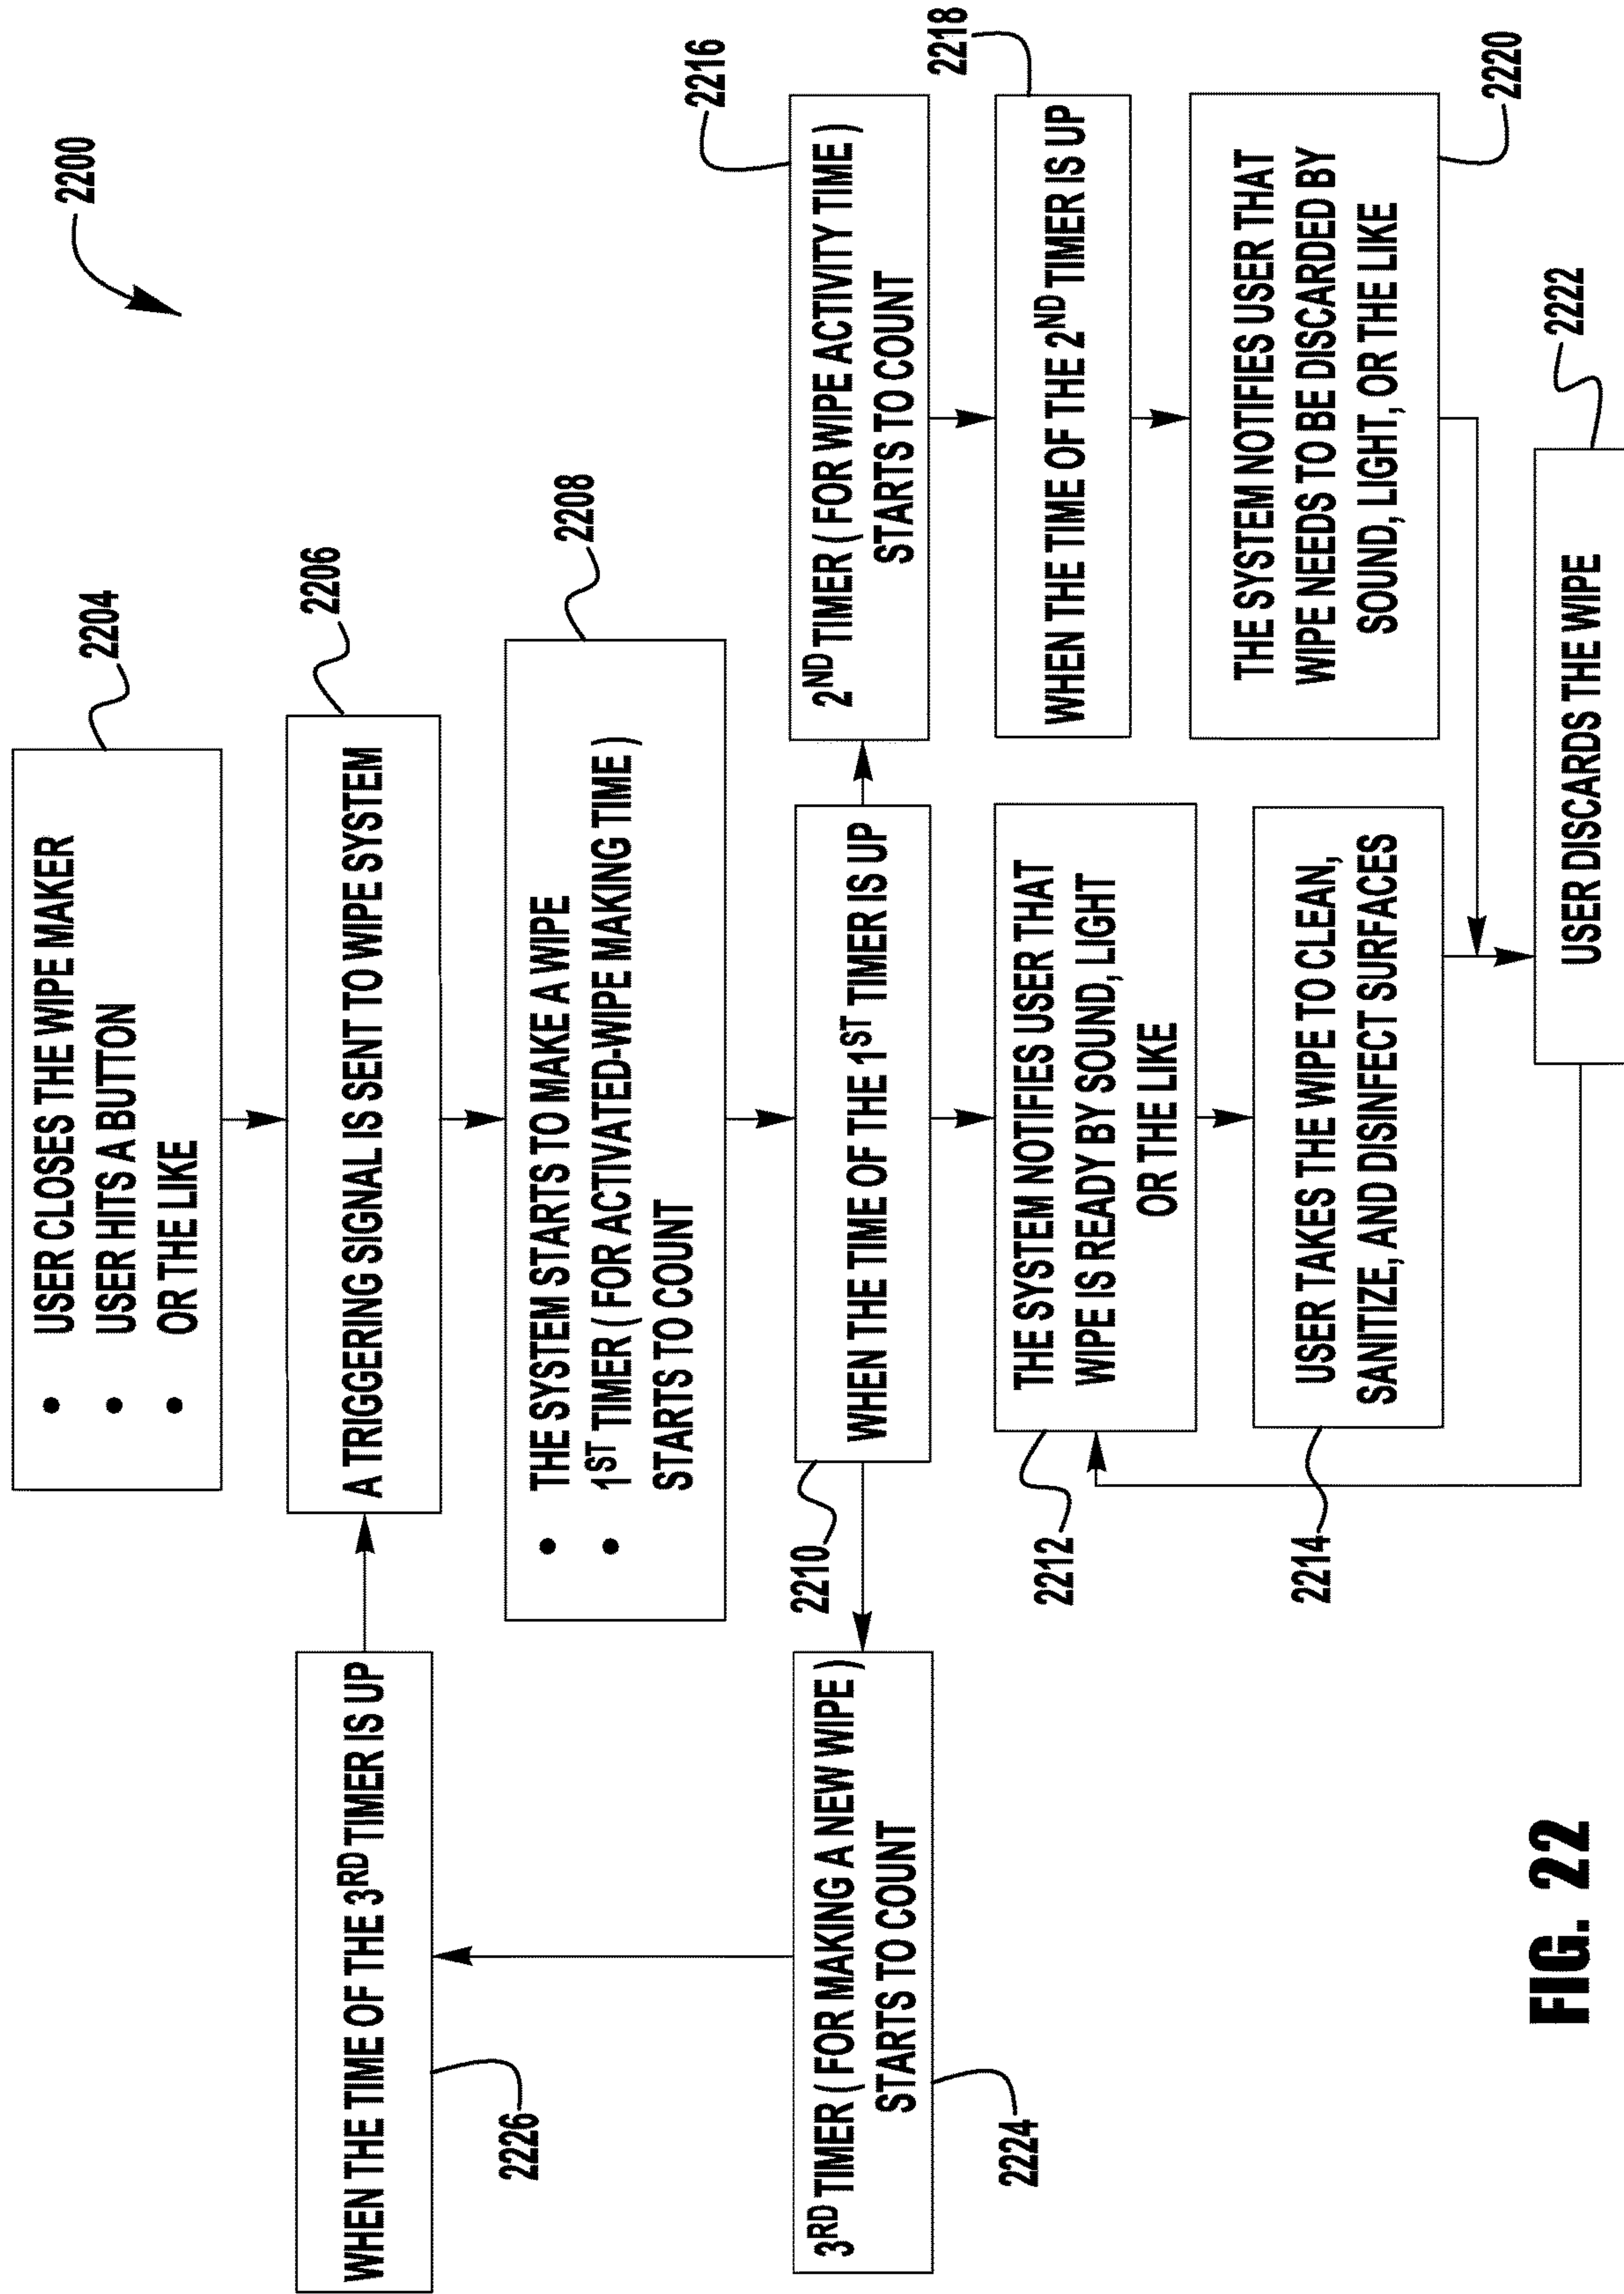 2200
• USER CLOSES THE WIPE MAKER
• USER HITS A BUTTON
• OR THE LIKE
2204
A TRIGGERING SIGNAL IS SENT TO WIPE SYSTEM
2206
WHEN THE TIME OF THE 3RD TIMER IS UP
2226
• THE SYSTEM STARTS TO MAKE A WIPE
• 1ST TIMER ( FOR ACTIVATED-WIPE MAKING TIME )
STARTS TO COUNT
2208
3RD TIMER ( FOR MAKING A NEW WIPE )
STARTS TO COUNT
2224
WHEN THE TIME OF THE 1ST TIMER IS UP
2210
2ND TIMER ( FOR WIPE ACTIVITY TIME )
STARTS TO COUNT
2216
THE SYSTEM NOTIFIES USER THAT
WIPE IS READY BY SOUND, LIGHT
OR THE LIKE
2212
WHEN THE TIME OF THE 2ND TIMER IS UP
2218
USER TAKES THE WIPE TO CLEAN,
SANITIZE, AND DISINFECT SURFACES
2214
THE SYSTEM NOTIFIES USER THAT
WIPE NEEDS TO BE DISCARDED BY
SOUND, LIGHT, OR THE LIKE
2220
USER DISCARDS THE WIPE
2222
FIG. 22